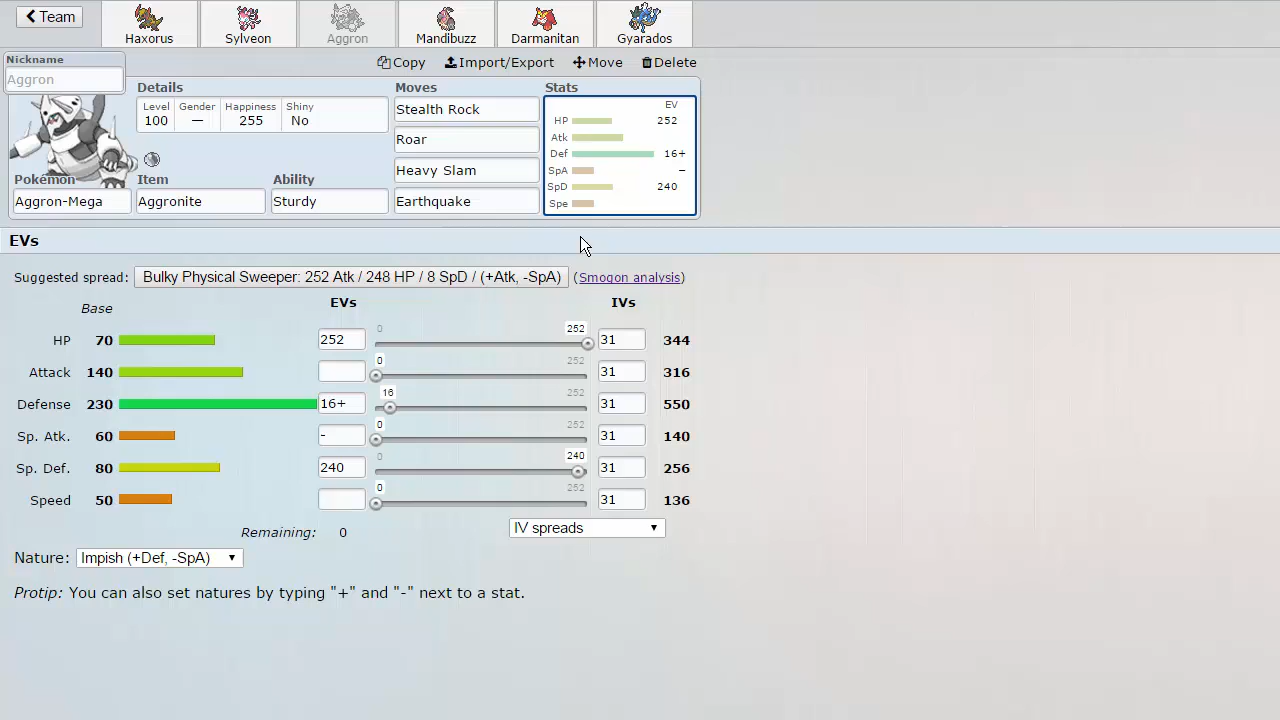 Team
Haxorus Sylveon Aggron Mandibuzz Darmanitan Gyarados
Copy Import/Export Move Delete
Nickname
Aggron
Details
Level Gender Happiness Shiny
100 — 255 No
Pokémon Item Ability
Aggron-Mega Aggronite Sturdy
Moves
Stealth Rock
Roar
Heavy Slam
Earthquake
Stats
EV
HP 252
Atk
Def 16+
SpA −
SpD 240
Spe
EVs
Suggested spread: Bulky Physical Sweeper: 252 Atk / 248 HP / 8 SpD / (+Atk, -SpA) (Smogon analysis)
Base EVs IVs
HP 70 252 0 252 31 344
Attack 140 0 252 31 316
Defense 230 16+ 16 252 31 550
Sp. Atk. 60 - 0 252 31 140
Sp. Def. 80 240 0 240 31 256
Speed 50 0 252 31 136
Remaining: 0 IV spreads
Nature: Impish (+Def, -SpA)
Protip: You can also set natures by typing "+" and "-" next to a stat.